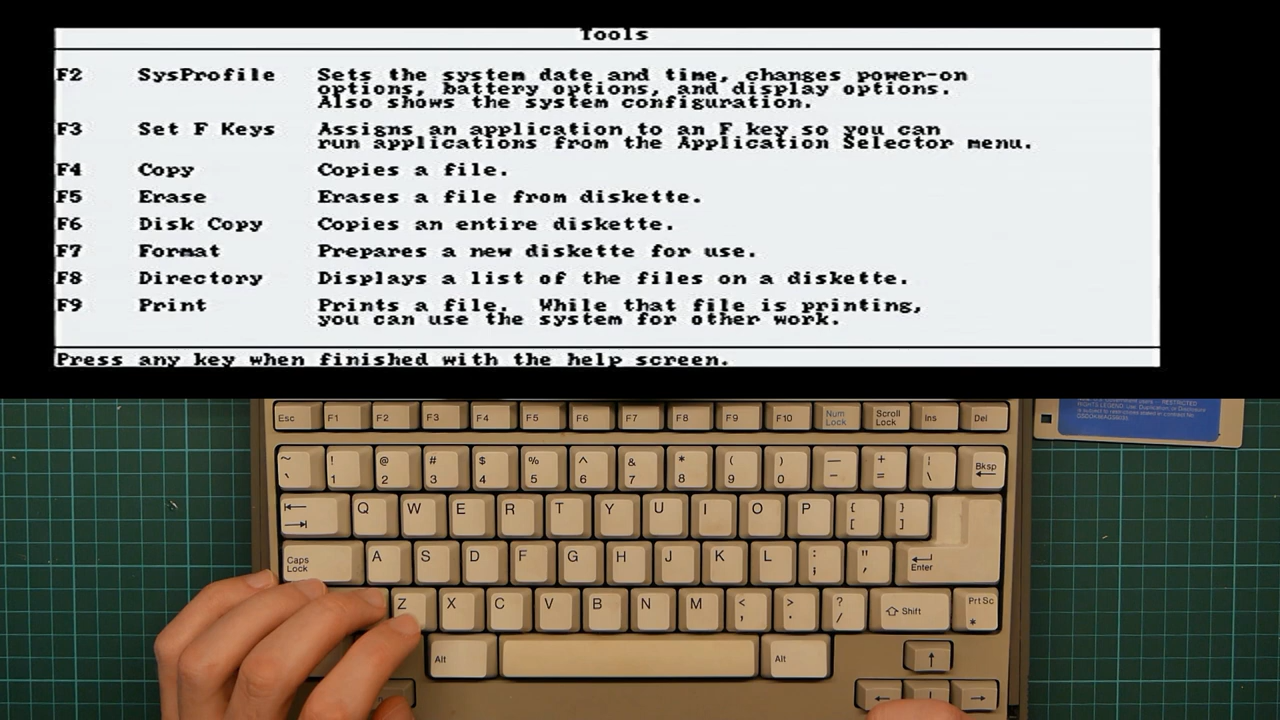 Tools
F2 SysProfile Sets the system date and time, changes power-on
options, battery options, and display options.
Also shows the system configuration.
F3 Set F Keys Assigns an application to an F key so you can
run applications from the Application Selector menu.
F4 Copy Copies a file.
F5 Erase Erases a file from diskette.
F6 Disk Copy Copies an entire diskette.
F7 Format Prepares a new diskette for use.
F8 Directory Displays a list of the files on a diskette.
F9 Print Prints a file. While that file is printing,
you can use the system for other work.
Press any key when finished with the help screen.
Esc F1 F2 F3 F4 F5 F6 F7 F8 F9 F10 Num Lock Scroll Lock Ins Del
~ ` ! 1 @ 2 # 3 $ 4 % 5 ^ 6 & 7 * 8 ( 9 ) 0 — - + = ¦ \ Bksp ←
Q W E R T Y U I O P { [ } ]
Caps Lock A S D F G H J K L : ; " ' Enter
Z X C V B N M < , > . ? / Shift Prt Sc *
Alt Alt ↑
← →